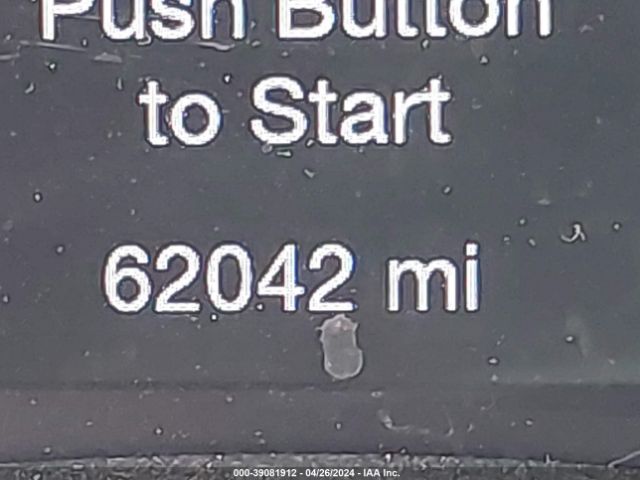 Push Button
to Start
62042 mi
000-39081912 - 04/26/2024 - IAA Inc.